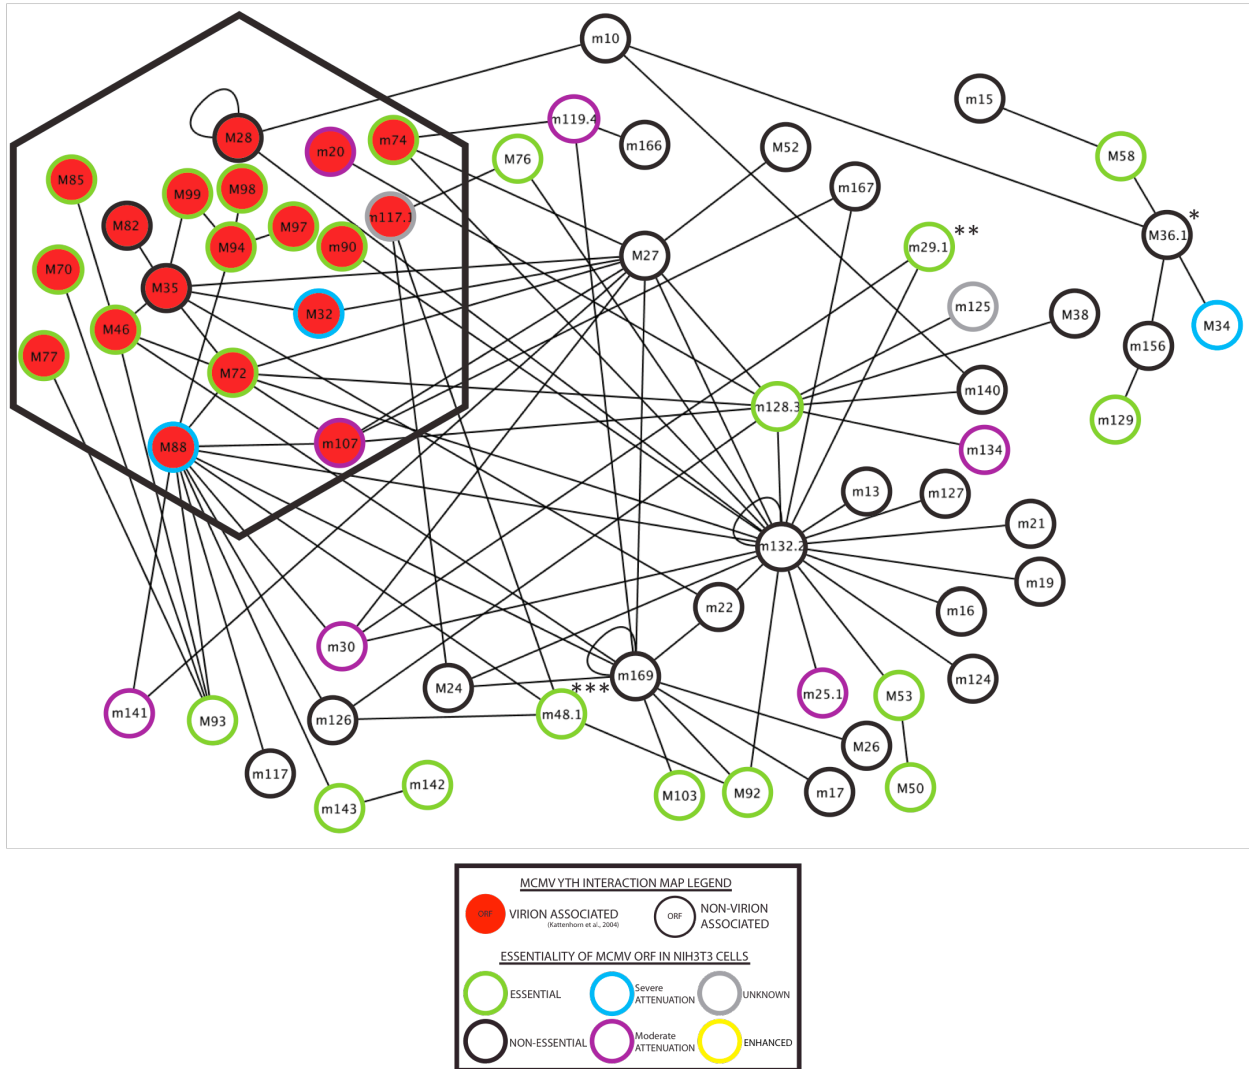 m10
m15
m119.4
M28
m20
m74
m166
M52
M76
M58
M85
M99
M98
m167
m117.1
M82
M97
M36.1
*
M94
m90
m29.1
**
M27
M70
M35
m125
M32
M38
M34
M46
m156
M77
M72
m140
m128.3
m129
M88
m107
m134
m13
m127
m21
m132.2
m19
m22
m16
m30
m169
m124
M24
***
m25.1
M53
m141
M93
m126
m48.1
M26
m117
m142
M50
m143
M103
M92
m17
MCMV YTH INTERACTION MAP LEGEND
ORF
VIRION ASSOCIATED
(Kattenhorn et al., 2004)
ORF
NON-VIRION
ASSOCIATED
ESSENTIALITY OF MCMV ORF IN NIH3T3 CELLS
ESSENTIAL
Severe
ATTENUATION
UNKNOWN
NON-ESSENTIAL
Moderate
ATTENUATION
ENHANCED